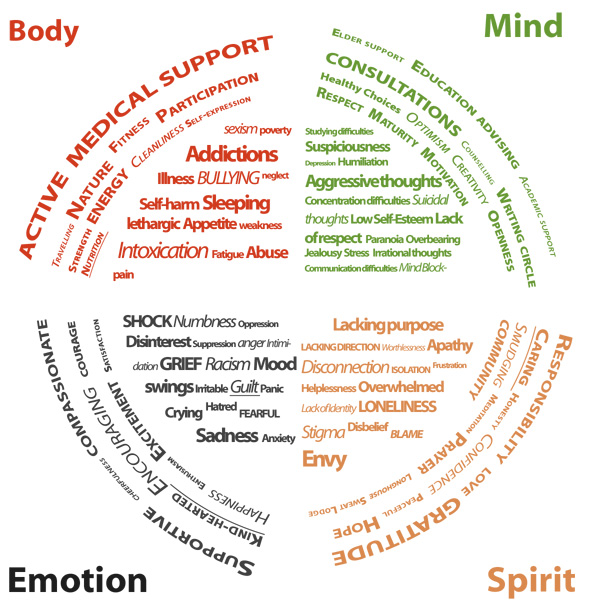 Body
ACTIVE MEDICAL SUPPORT
TRAVELLING NATURE FITNESS PARTICIPATION
STRENGTH ENERGY CLEANLINESS SELF-EXPRESSION
NUTRITION
sexism poverty
Addictions
Illness BULLYING neglect
Self-harm Sleeping
lethargic Appetite weakness
Intoxication Fatigue Abuse
pain
Mind
ELDER SUPPORT EDUCATION ADVISING ACADEMIC SUPPORT
CONSULTATIONS COUNSELLING WRITING CIRCLE
Healthy Choices OPTIMISM CREATIVITY OPENNESS
RESPECT MATURITY MOTIVATION
Studying difficulties
Suspiciousness
Depression Humiliation
Aggressive thoughts
Concentration difficulties Suicidal
thoughts Low Self-Esteem Lack
of respect Paranoia Overbearing
Jealousy Stress Irrational thoughts
Communication difficulties Mind Block-
SHOCK Numbness Oppression
Disinterest Suppression anger Intimi-
dation GRIEF Racism Mood
swings Irritable Guilt Panic
Crying Hatred FEARFUL
Sadness Anxiety
SATISFACTION EXCITEMENT ENTHUSIASM HAPPINESS
COURAGE ENCOURAGING KIND-HEARTED
COMPASSIONATE CHEERFULNESS SUPPORTIVE
Emotion
Lacking purpose
LACKING DIRECTION Worthlessness Apathy
Disconnection ISOLATION Frustration
Helplessness Overwhelmed
Lack of Identity LONELINESS
Stigma Disbelief BLAME
Envy
COMMUNITY MEDITATION PRAYER LONGHOUSE SWEAT LODGE
SMUDGING
CARING HONESTY CONFIDENCE PEACEFUL HOPE
RESPONSIBILITY LOVE GRATITUDE
Spirit